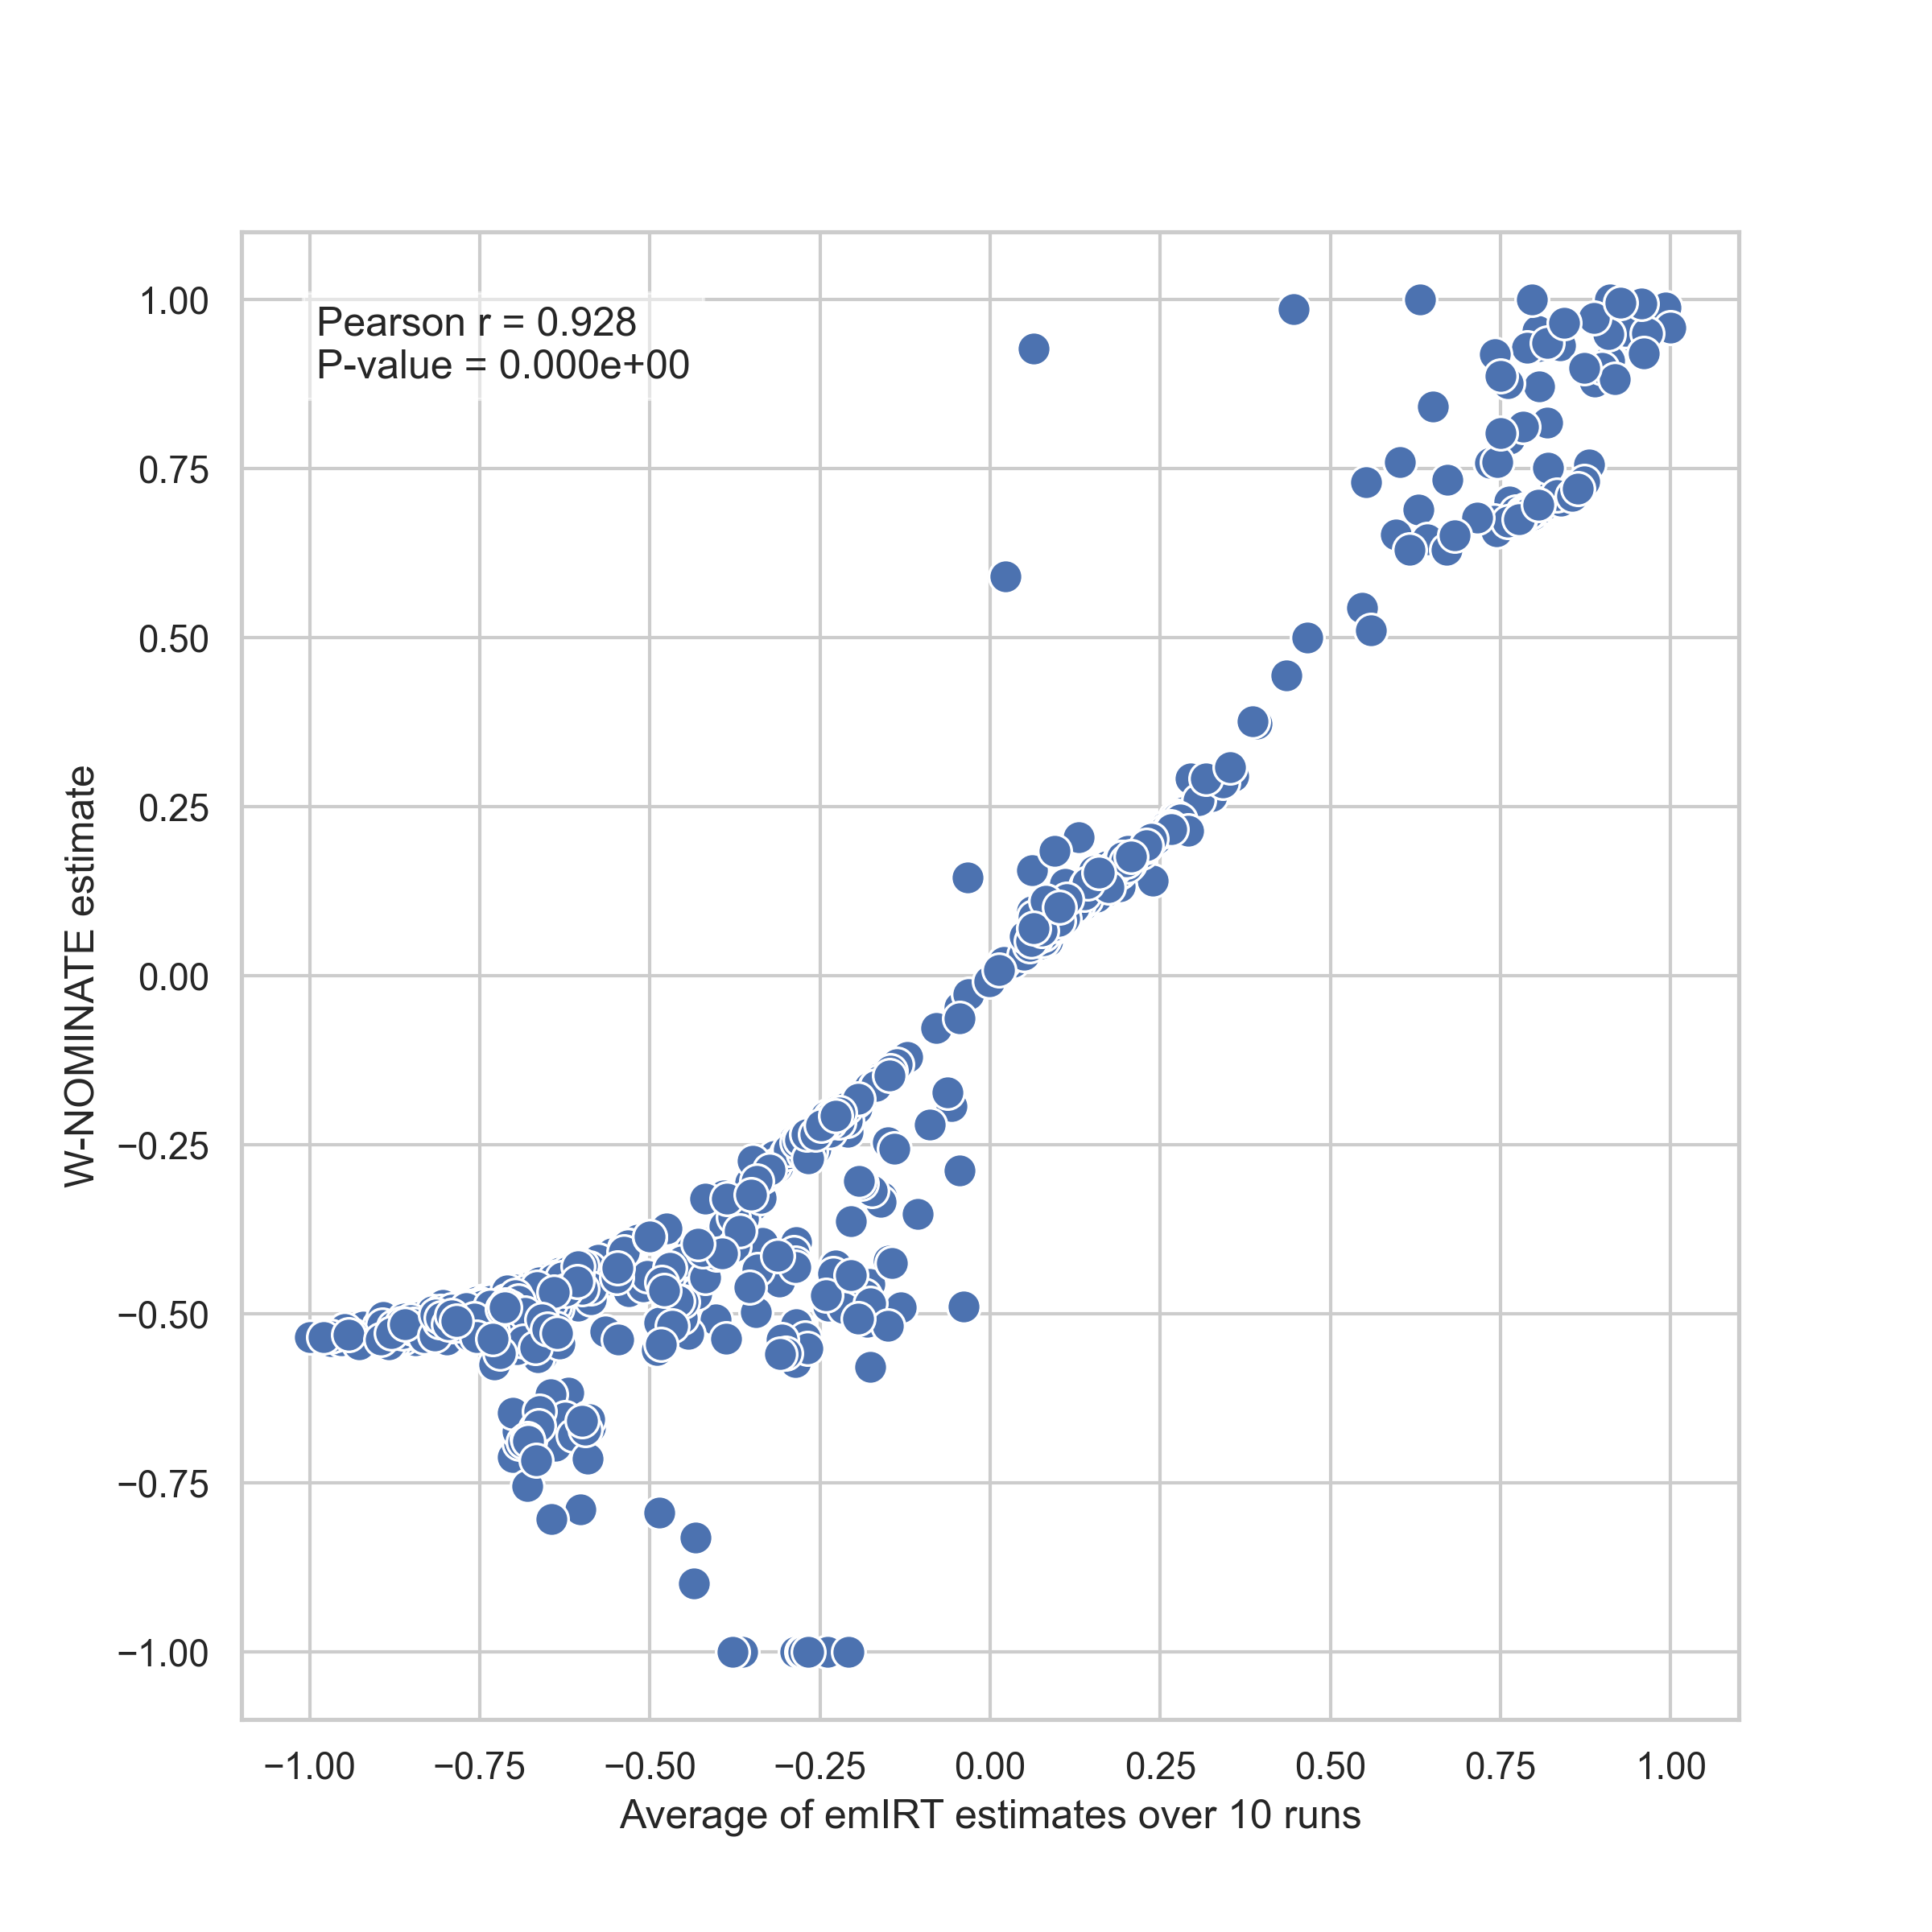 Pearson r = 0.928
P-value = 0.000e+00
1.00
0.75
0.50
0.25
0.00
−0.25
−0.50
−0.75
−1.00
W-NOMINATE estimate
−1.00 −0.75 −0.50 −0.25 0.00 0.25 0.50 0.75 1.00
Average of emIRT estimates over 10 runs